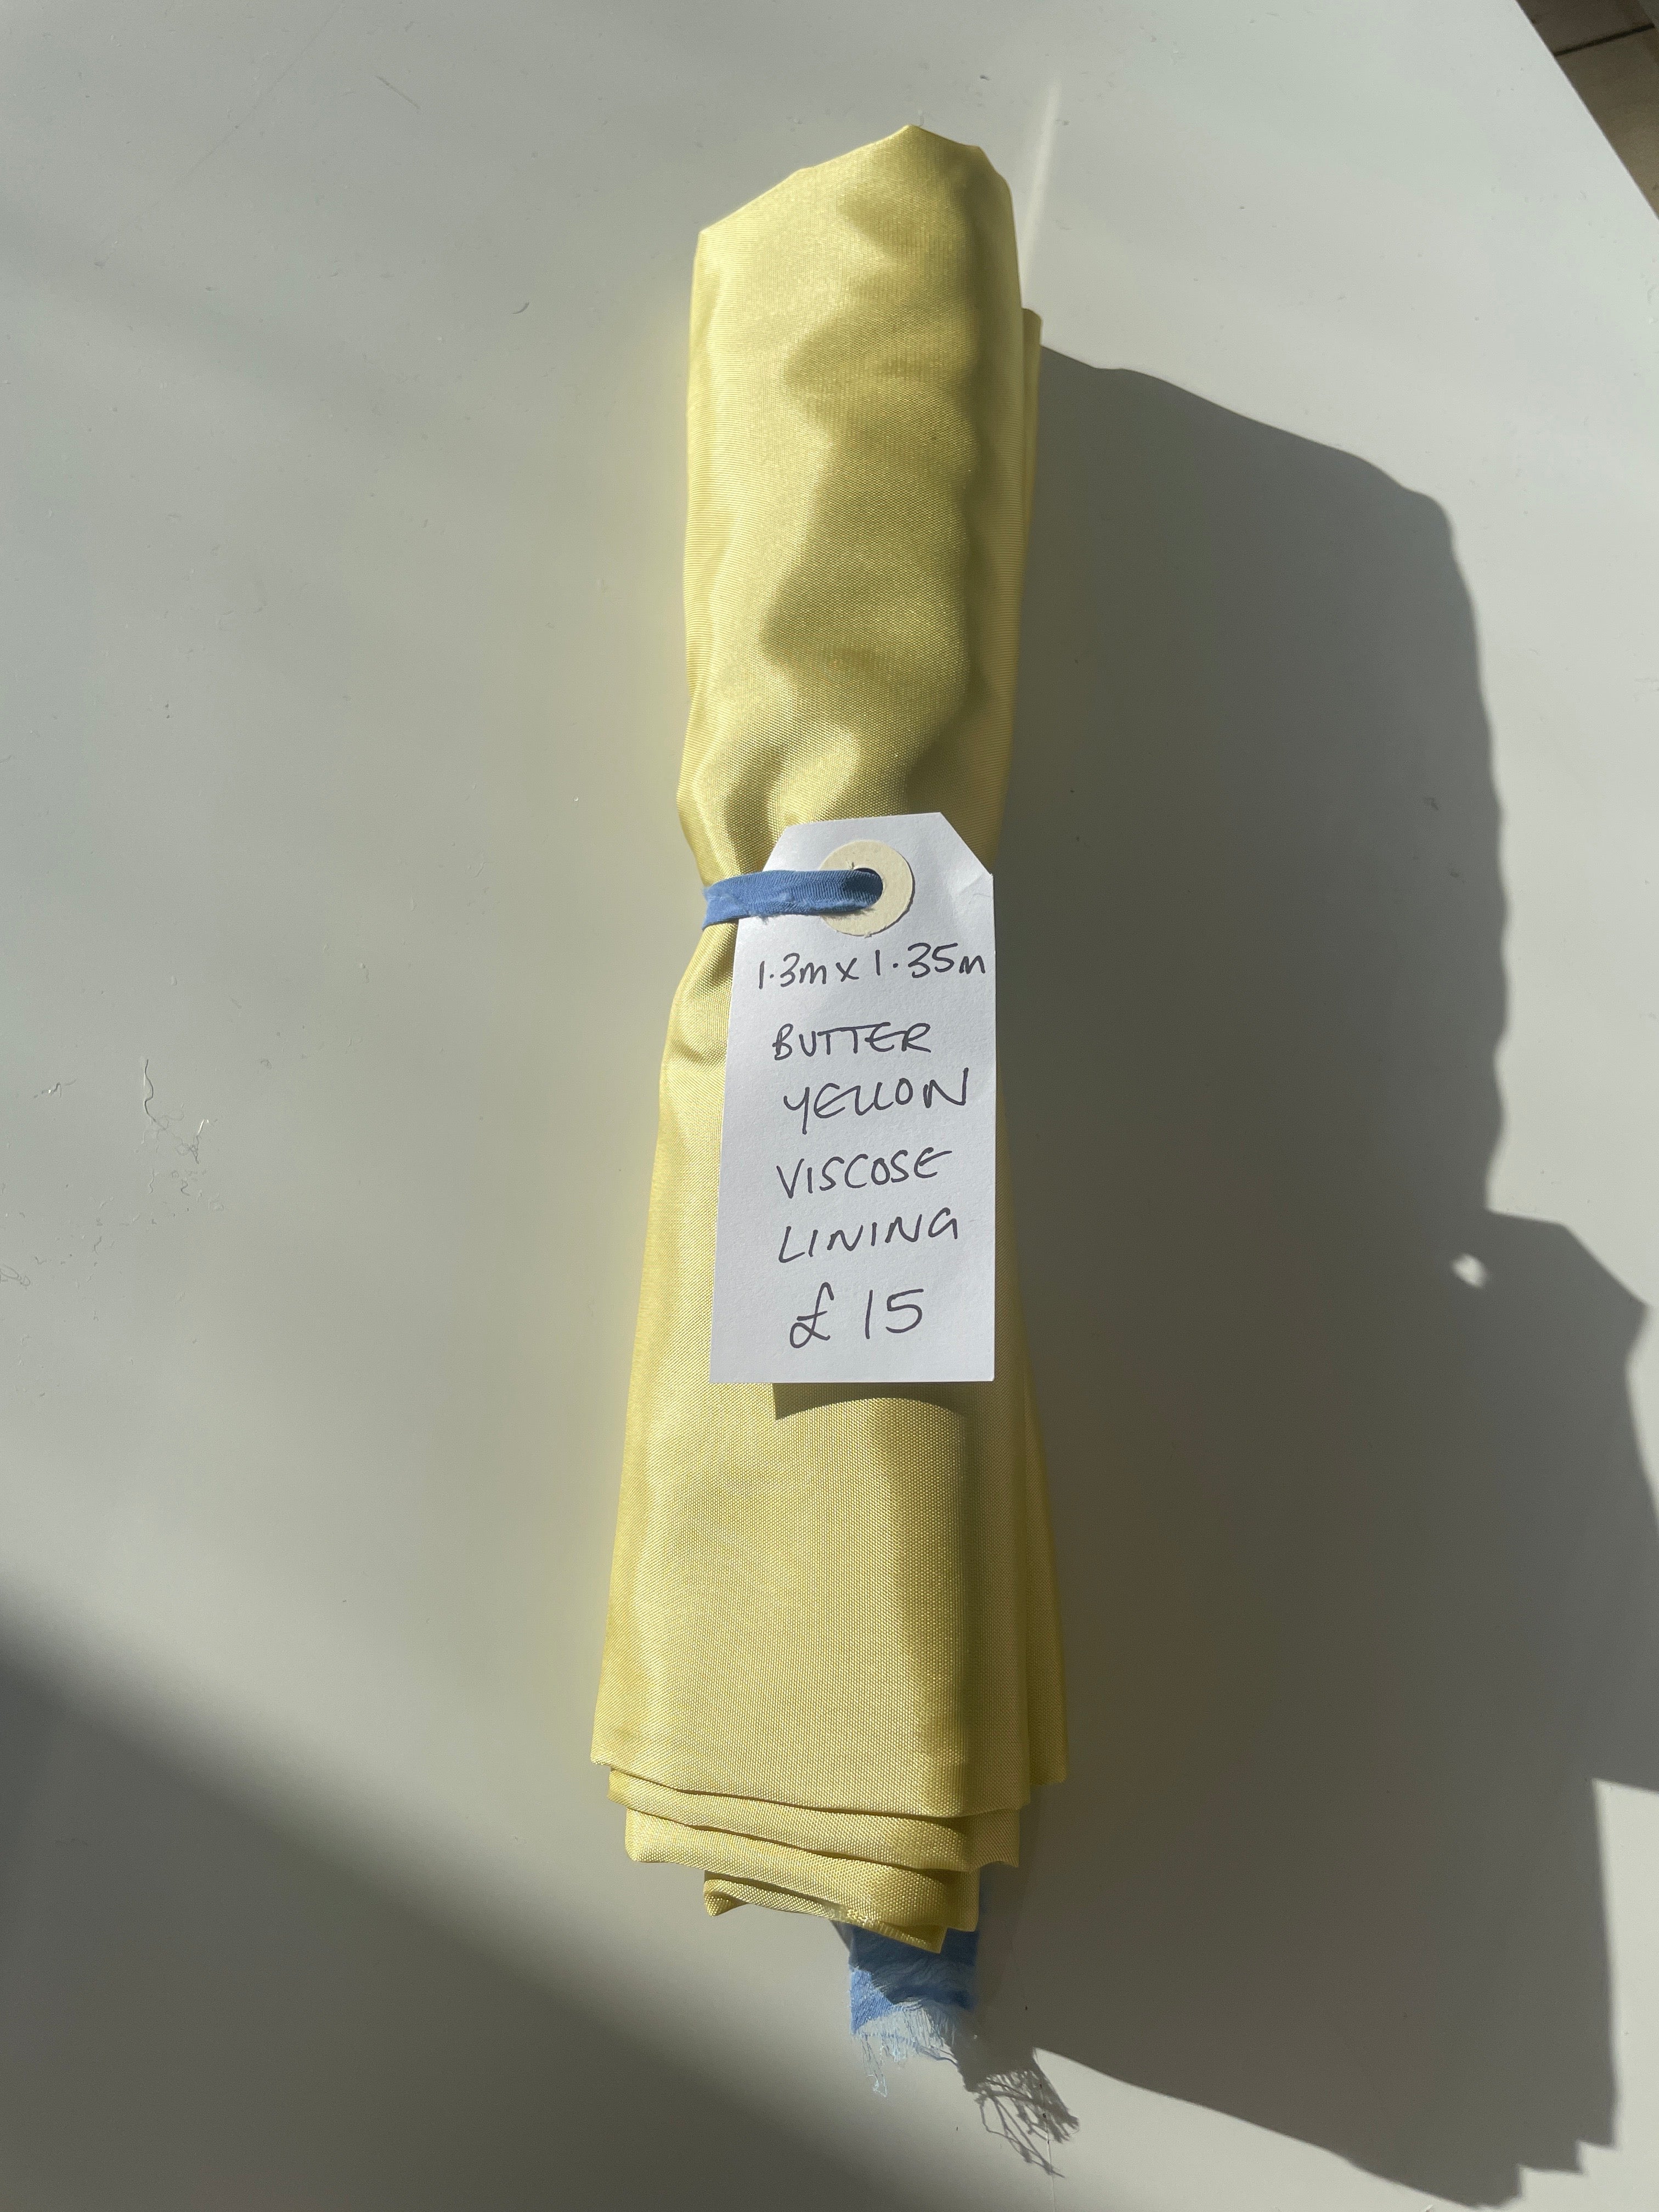 1.3m x 1.35m
BUTTER
YELLOW
VISCOSE
LINING
£15